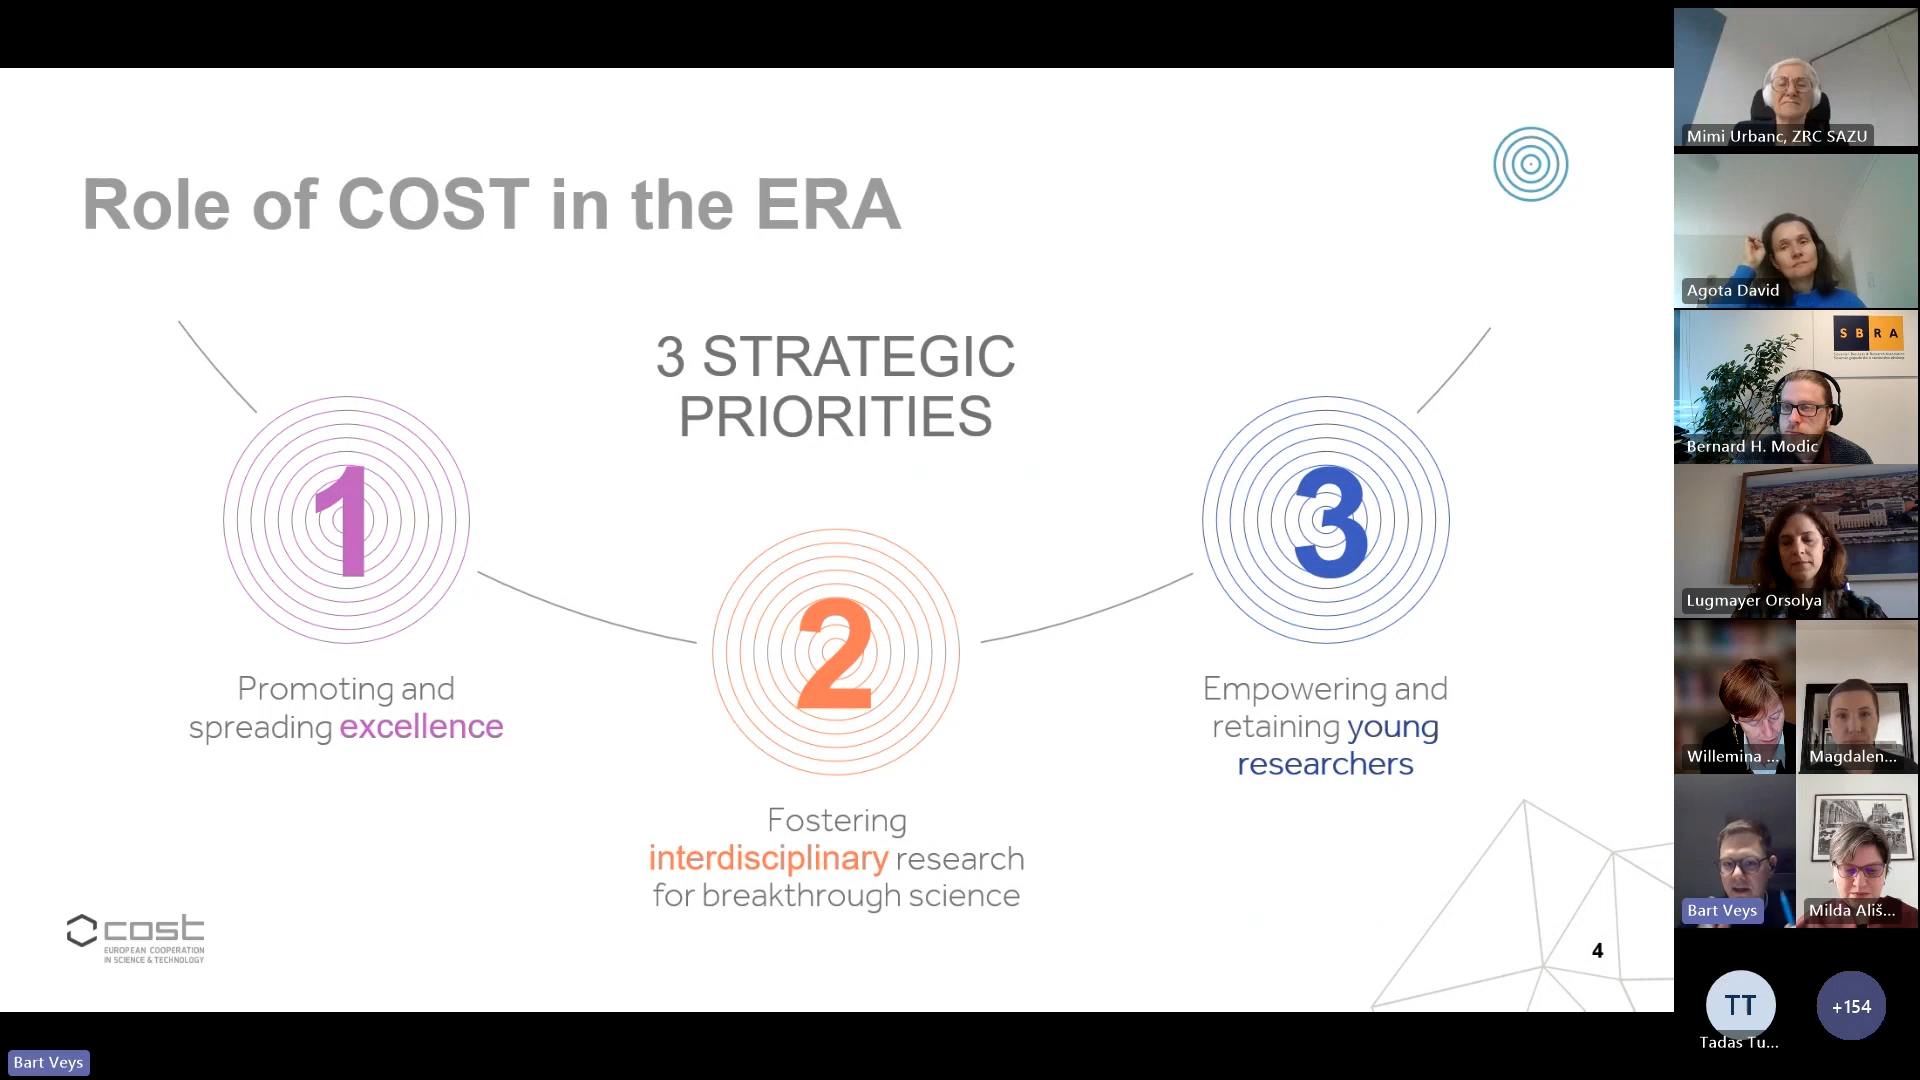 Role of COST in the ERA
3 STRATEGIC
PRIORITIES
1
Promoting and
spreading excellence
2
Fostering
interdisciplinary research
for breakthrough science
3
Empowering and
retaining young
researchers
cost
EUROPEAN COOPERATION
IN SCIENCE & TECHNOLOGY
4
Bart Veys
Mimi Urbanc, ZRC SAZU
Agota David
S B R A
Bernard H. Modic
Lugmayer Orsolya
Willemina ...
Magdalen...
Bart Veys
Milda Ališ...
TT
Tadas Tu...
+154